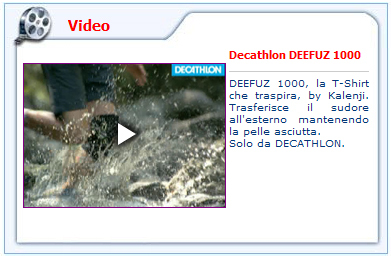 Video
DECATHLON
Decathlon DEEFUZ 1000
DEEFUZ 1000, la T-Shirt
che traspira, by Kalenji.
Trasferisce il sudore
all'esterno mantenendo
la pelle asciutta.
Solo da DECATHLON.